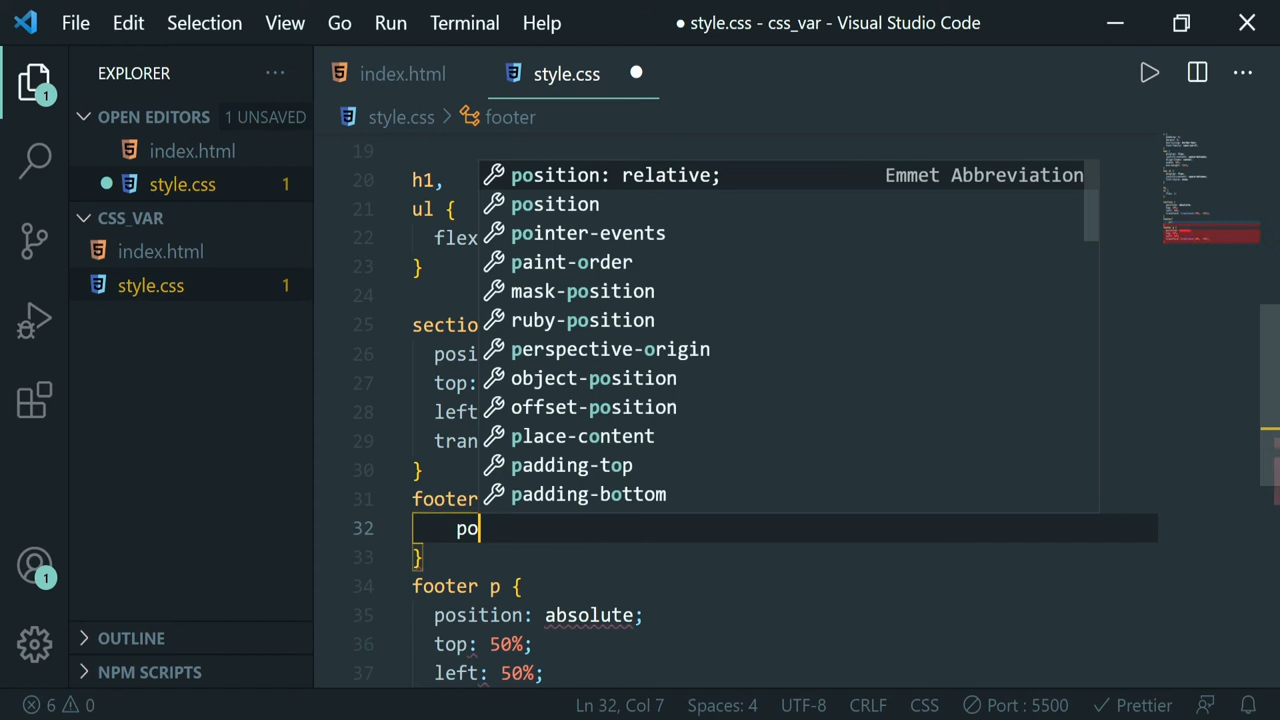 File Edit Selection View Go Run Terminal Help
● style.css - css_var - Visual Studio Code
EXPLORER ···
index.html
style.css ●
1
OPEN EDITORS 1 UNSAVED
index.html
style.css 1
CSS_VAR
index.html
style.css 1
style.css > footer
19
20 h1,
21 ul {
22 flex
23 }
24
25 sectio
26 posi
27 top:
28 left
29 tran
30 }
31 footer
32 po
33 }
34 footer p {
35 position: absolute;
36 top: 50%;
37 left: 50%;
position: relative; Emmet Abbreviation
position
pointer-events
paint-order
mask-position
ruby-position
perspective-origin
object-position
offset-position
place-content
padding-top
padding-bottom
1
OUTLINE
NPM SCRIPTS
6 0 Ln 32, Col 7 Spaces: 4 UTF-8 CRLF CSS Port : 5500 Prettier